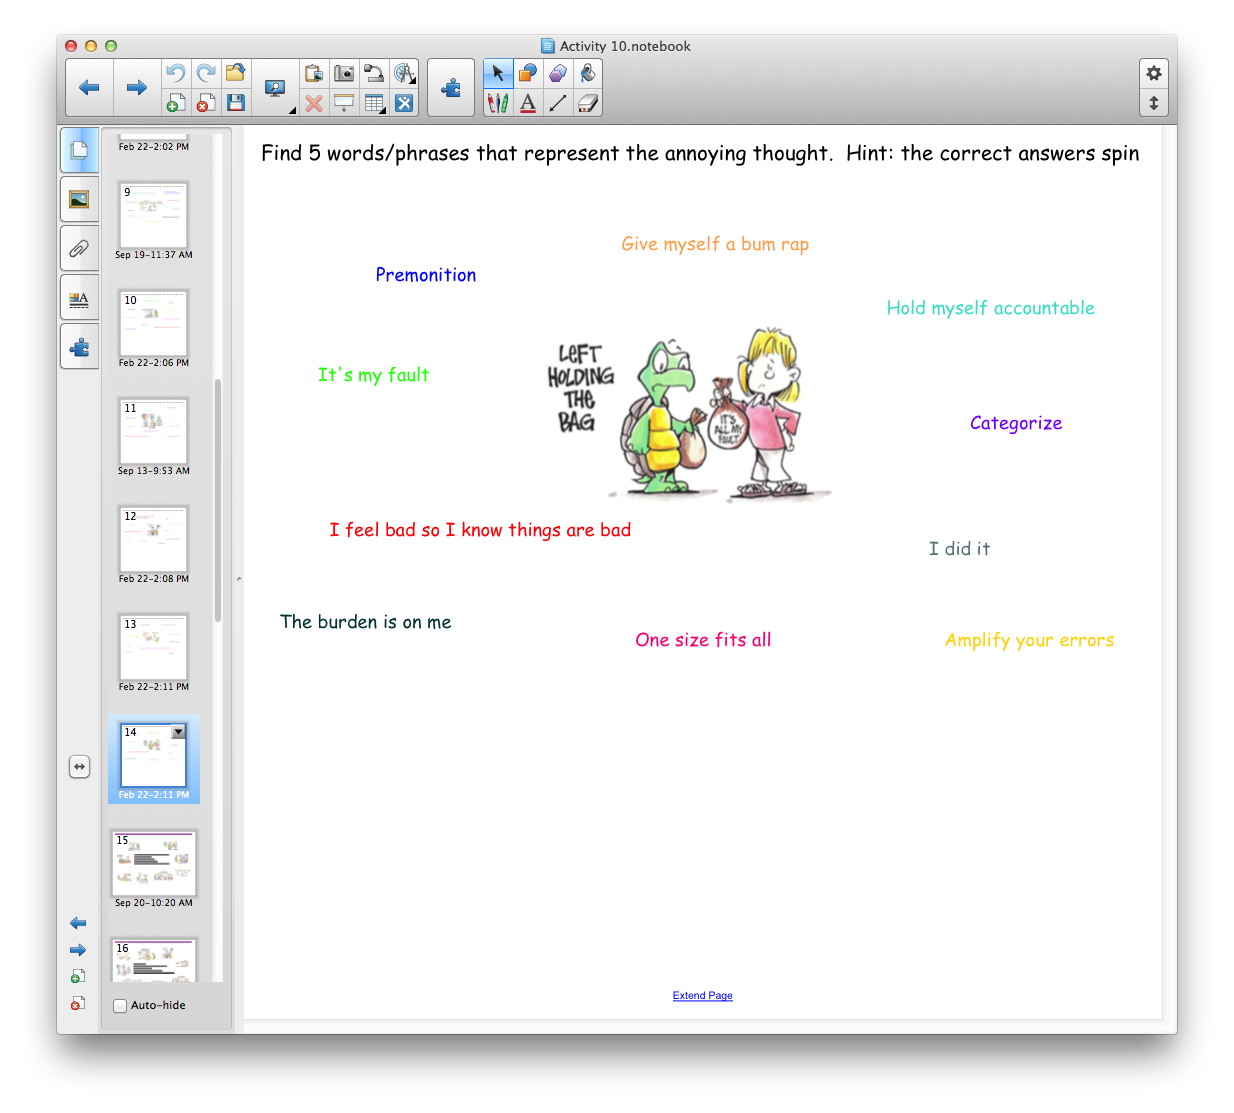 Activity 10.notebook
Feb 22-2:02 PM
9
Sep 19-11:37 AM
10
Feb 22-2:06 PM
11
Sep 13-9:53 AM
12
Feb 22-2:08 PM
13
Feb 22-2:11 PM
14
Feb 22-2:11 PM
15
Sep 20-10:20 AM
16
Auto-hide
Find 5 words/phrases that represent the annoying thought.  Hint: the correct answers spin
Give myself a bum rap
Premonition
Hold myself accountable
LEFT
HOLDING
THE
BAG
IT'S
ALL MY
FAULT
It's my fault
Categorize
I feel bad so I know things are bad
I did it
The burden is on me
One size fits all
Amplify your errors
Extend Page